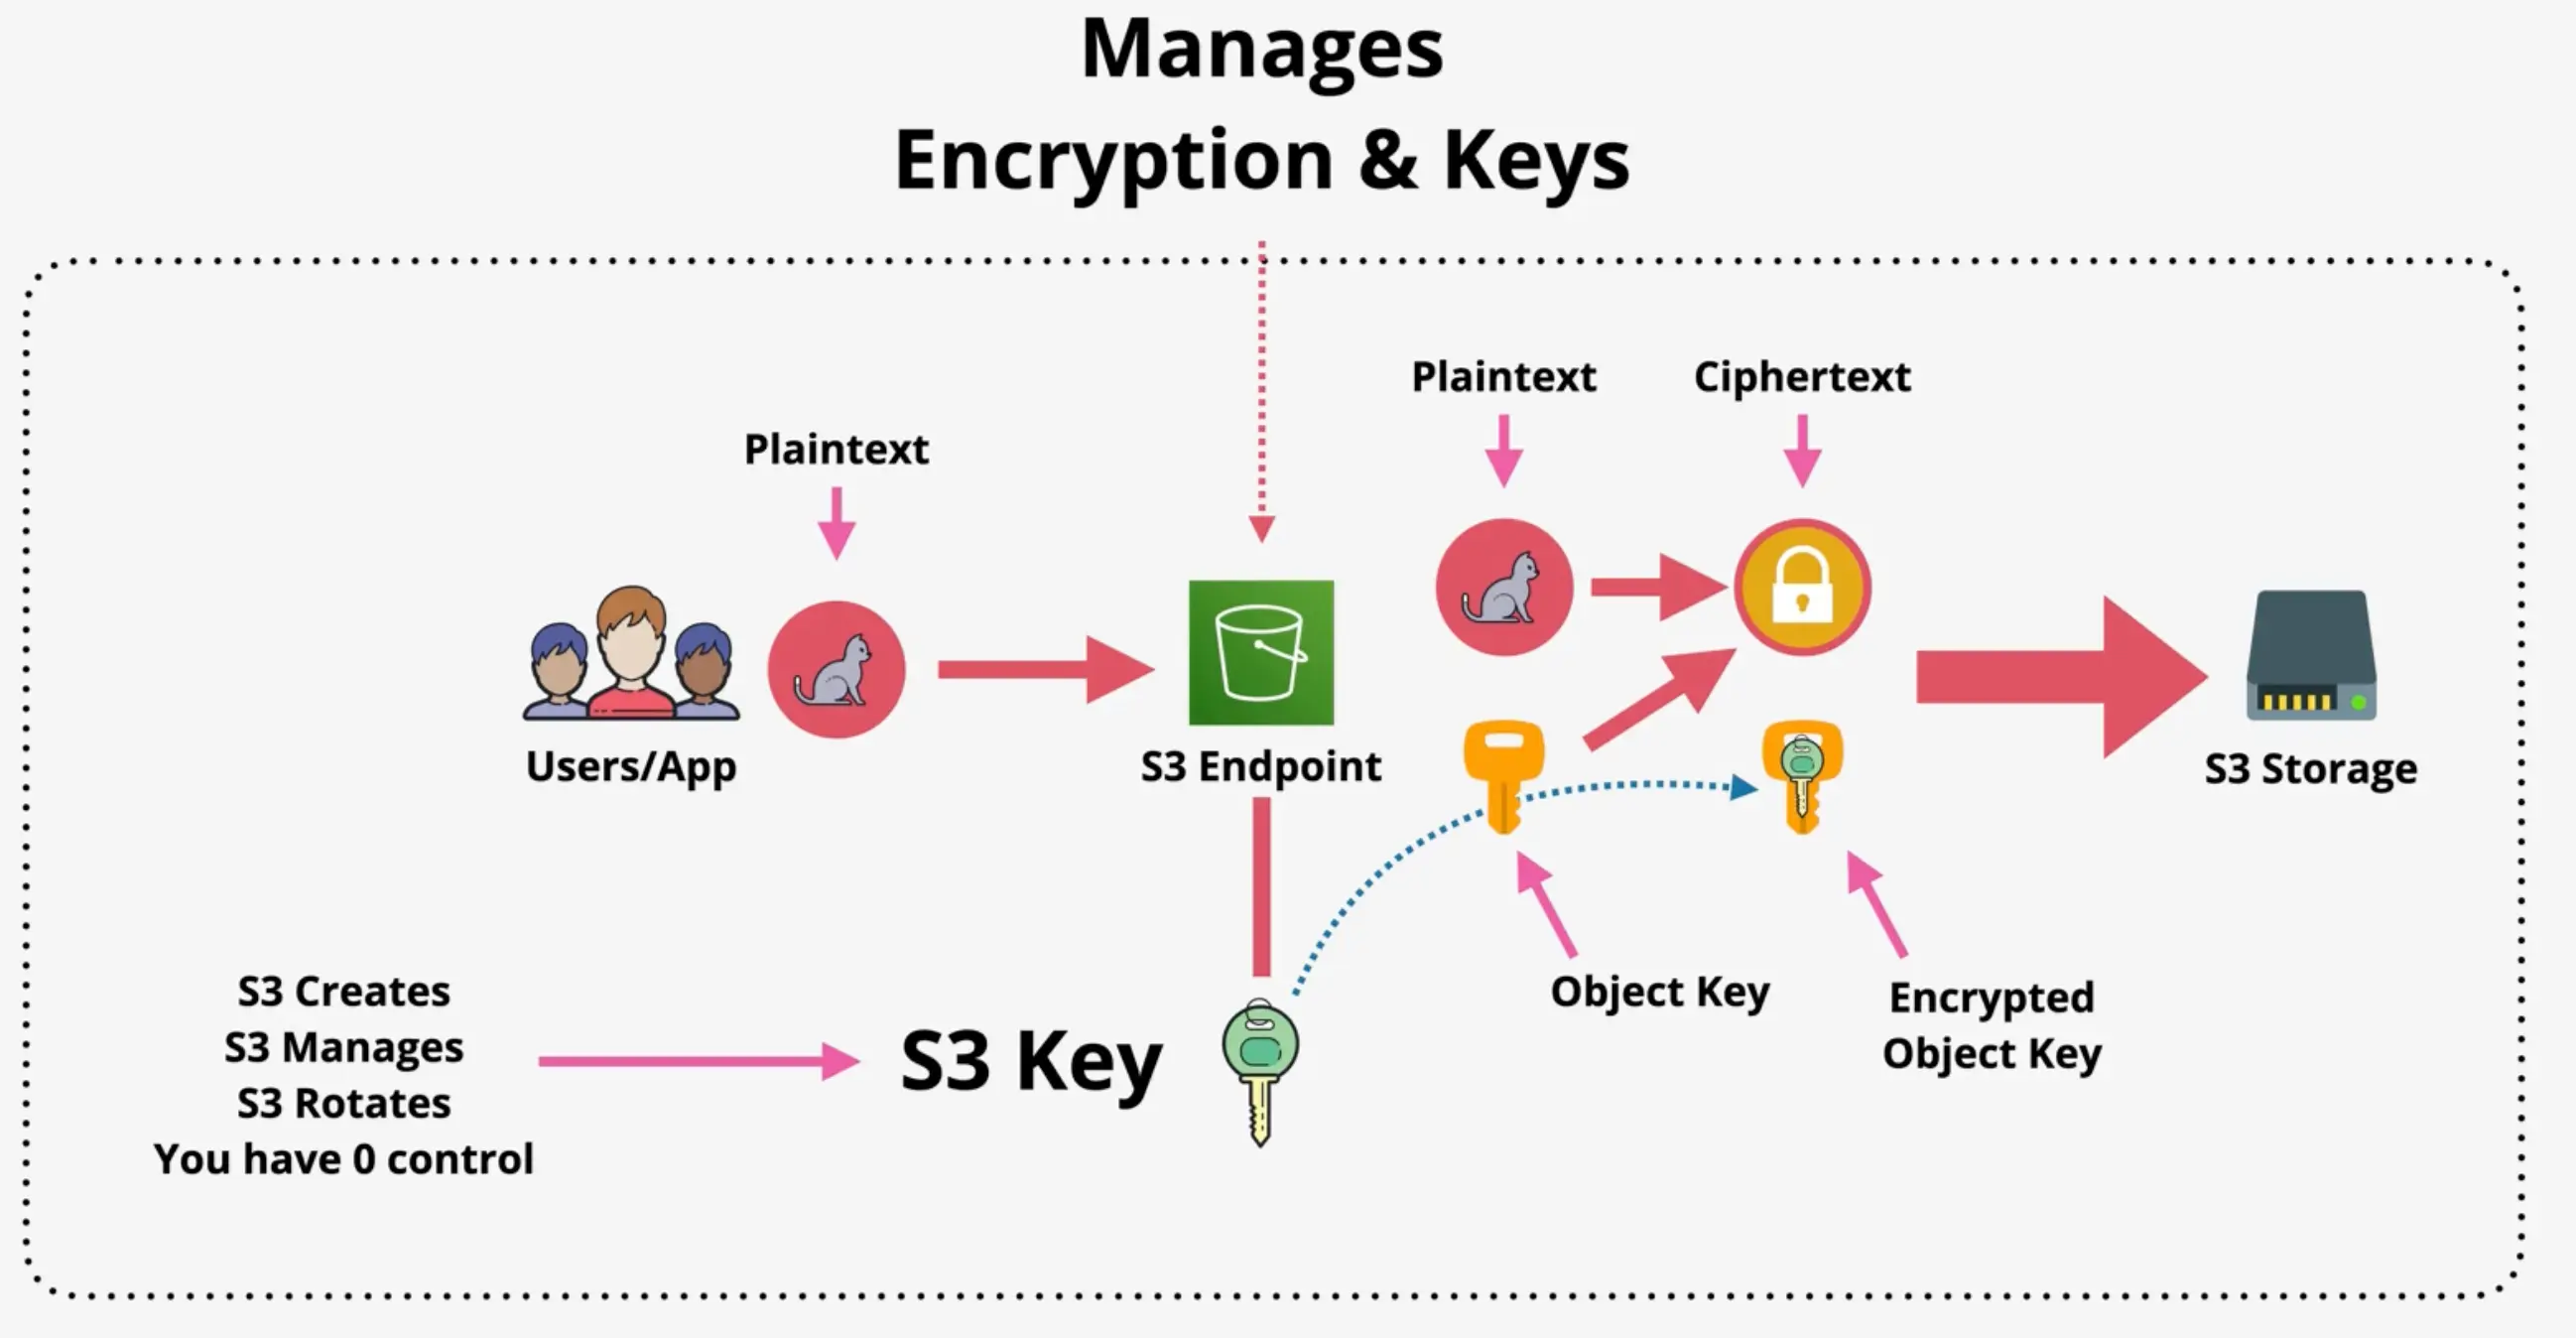 Manages
Encryption & Keys
Plaintext
Ciphertext
Plaintext
Users/App
S3 Endpoint
S3 Storage
S3 Creates
S3 Manages
S3 Rotates
You have 0 control
S3 Key
Object Key
Encrypted
Object Key